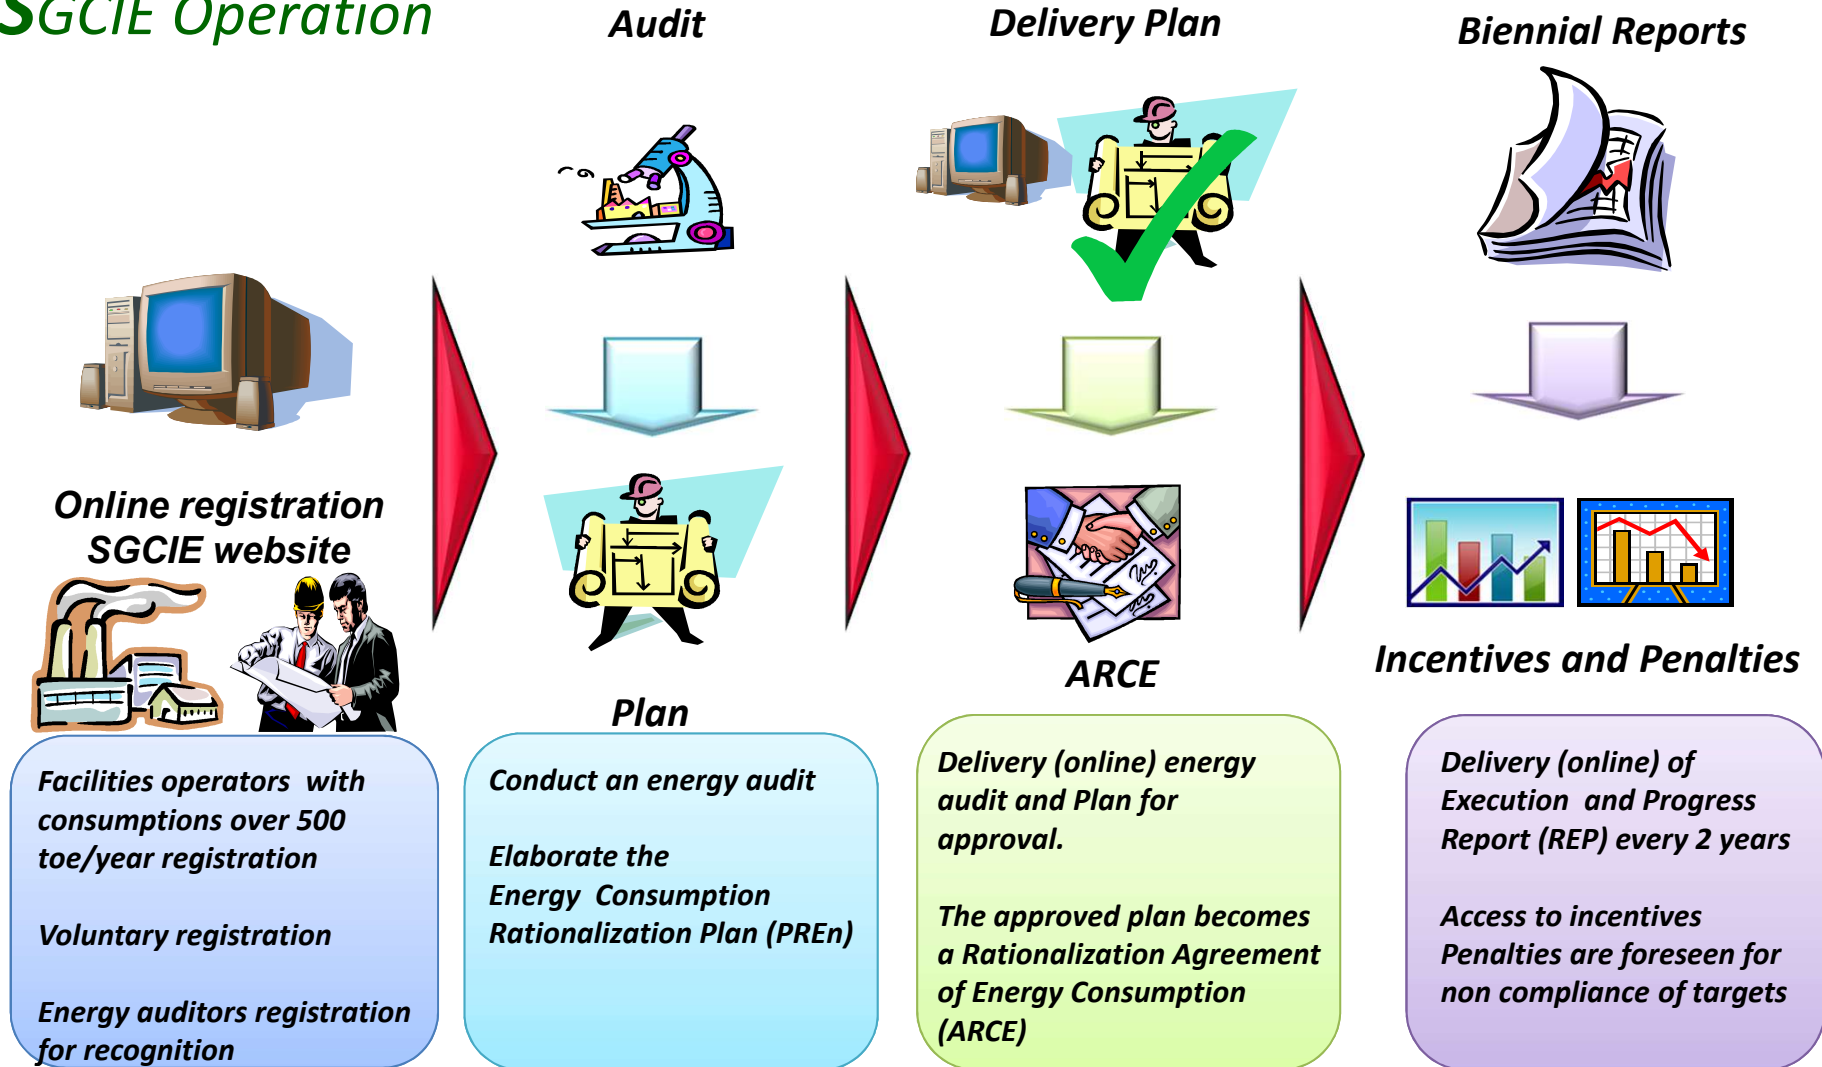 SGCIE Operation
Audit
Delivery Plan
Biennial Reports
Online registration
SGCIE website
Plan
ARCE
Incentives and Penalties
Facilities operators with
consumptions over 500
toe/year registration
Voluntary registration
Energy auditors registration
for recognition
Conduct an energy audit
Elaborate the
Energy Consumption
Rationalization Plan (PREn)
Delivery (online) energy
audit and Plan for
approval.
The approved plan becomes
a Rationalization Agreement
of Energy Consumption
(ARCE)
Delivery (online) of
Execution and Progress
Report (REP) every 2 years
Access to incentives
Penalties are foreseen for
non compliance of targets